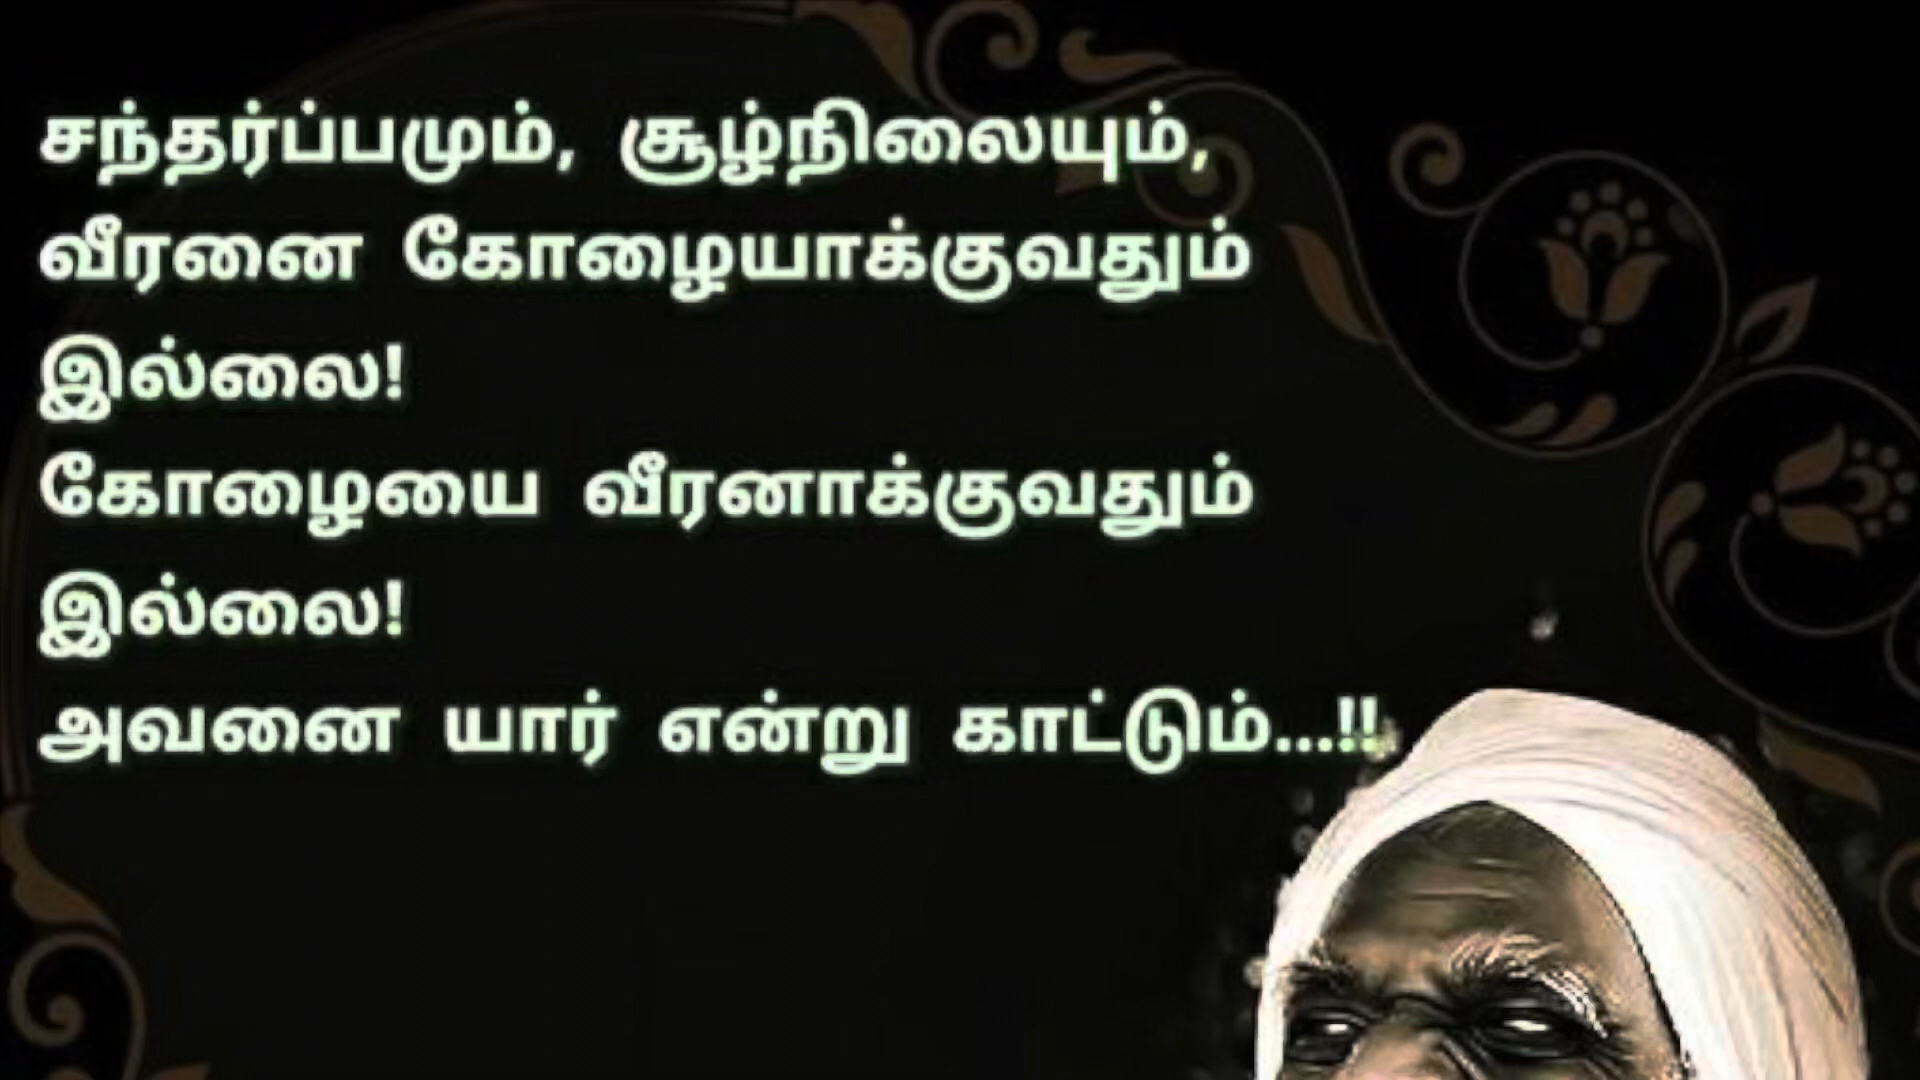 சந்தர்ப்பமும், சூழ்நிலையும்,
வீரனை கோழையாக்குவதும்
இல்லை!
கோழையை வீரனாக்குவதும்
இல்லை!
அவனை யார் என்று காட்டும்...!!